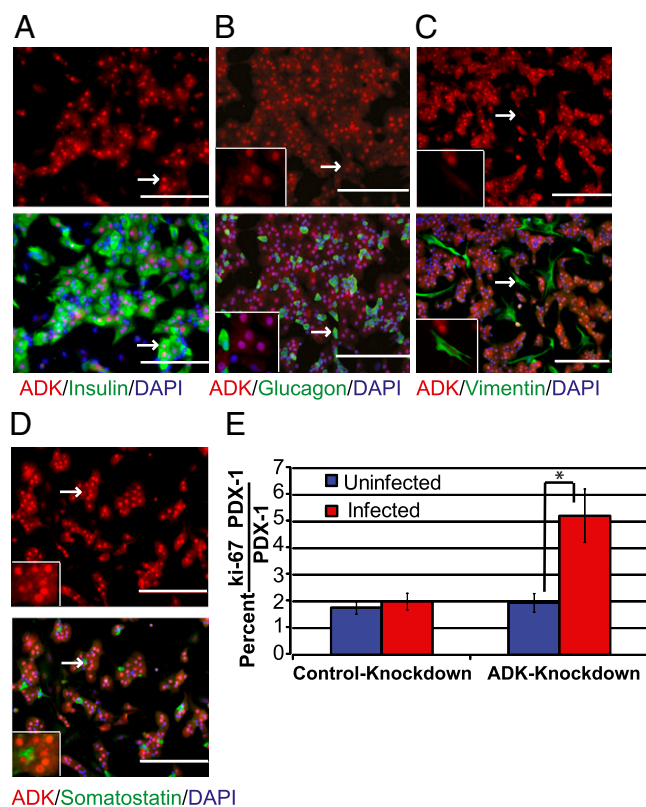 A
B
C
ADK/Insulin/DAPI
ADK/Glucagon/DAPI
ADK/Vimentin/DAPI
D
E
ADK/Somatostatin/DAPI
Percent ki-67 PDX-1
PDX-1
7
6
5
4
3
2
1
0
Uninfected
Infected
*
Control-Knockdown
ADK-Knockdown